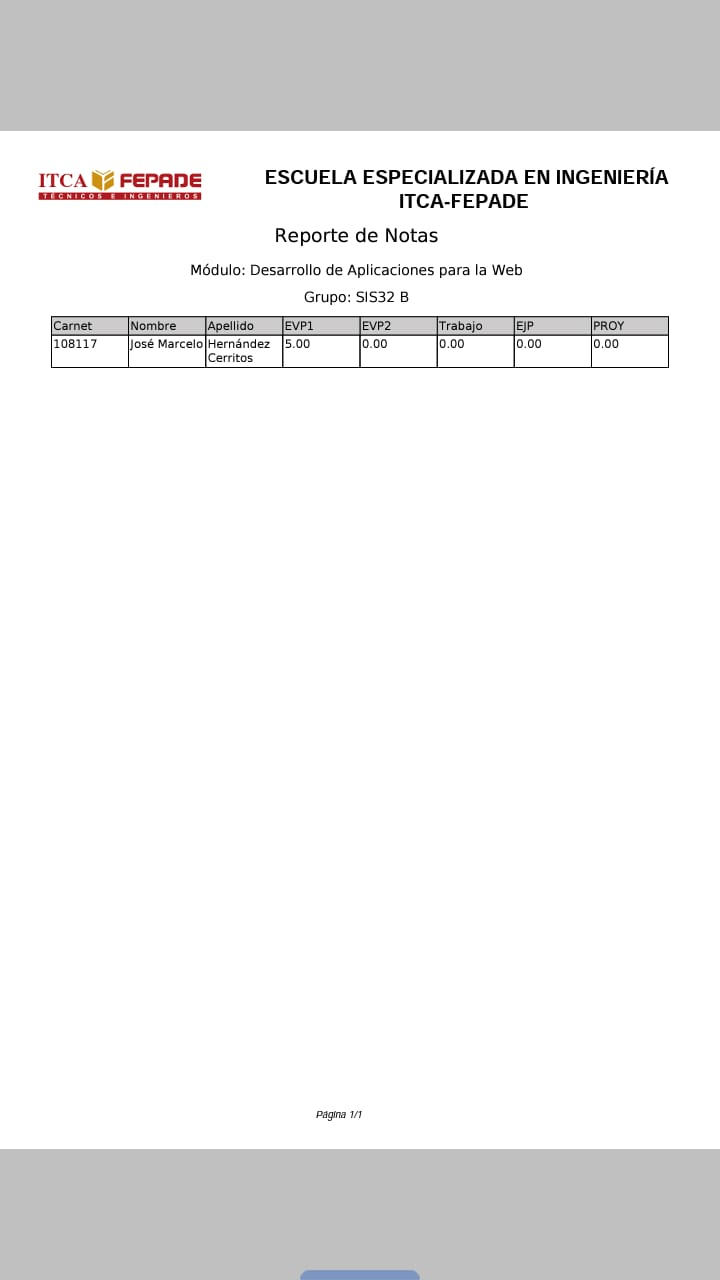 ITCA FEPADE
TÉCNICOS E INGENIEROS
ESCUELA ESPECIALIZADA EN INGENIERÍA
ITCA-FEPADE
Reporte de Notas
Módulo: Desarrollo de Aplicaciones para la Web
Grupo: SIS32 B
Carnet Nombre Apellido EVP1 EVP2 Trabajo EJP PROY
108117 José Marcelo Hernández 5.00 0.00 0.00 0.00 0.00
Cerritos
Página 1/1